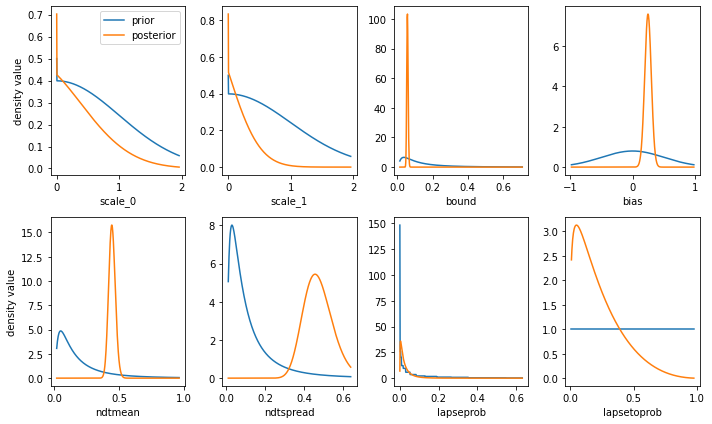 0.7
0.6
0.5
0.4
0.3
0.2
0.1
0.0
density value
prior
posterior
0 1 2
scale_0
0.8
0.6
0.4
0.2
0.0
0 1 2
scale_1
100
80
60
40
20
0
0.0 0.2 0.4 0.6
bound
6
4
2
0
−1 0 1
bias
15.0
12.5
10.0
7.5
5.0
2.5
0.0
density value
0.0 0.5 1.0
ndtmean
8
6
4
2
0
0.0 0.2 0.4 0.6
ndtspread
150
125
100
75
50
25
0
0.0 0.2 0.4 0.6
lapseprob
3.0
2.5
2.0
1.5
1.0
0.5
0.0
0.0 0.5 1.0
lapsetoprob